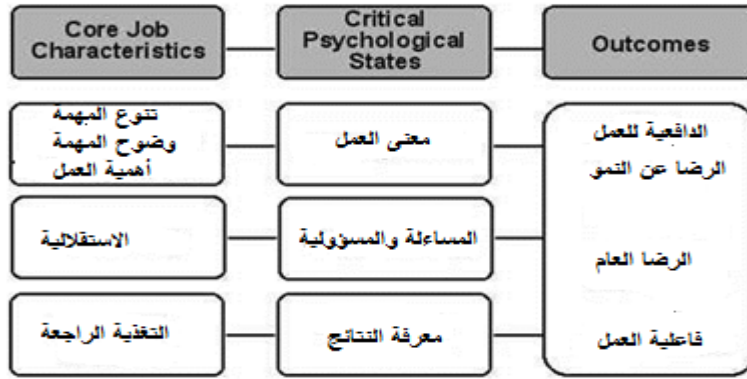 Core Job
Characteristics
Critical
Psychological
States
Outcomes
تنوع المهمة
وضوح المهمة
أهمية العمل
معنى العمل
الدافعية للعمل
الرضا عن النمو
الاستقلالية
المساءلة والمسؤولية
الرضا العام
التغذية الراجعة
معرفة النتائج
فاعلية العمل